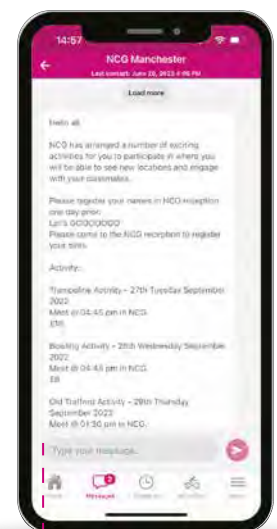 14:57
NCG Manchester
Last contact: June 28, 2023 4:06 PM
Load more
Hello all,
NCG has arranged a number of exciting
activities for you to participate in where you
will be able to see new locations and engage
with your classmates.
Please register your names in NCG reception
one day prior.
Please come to the NCG reception to register
your name.
Activity:
Trampoline Activity – 27th Tuesday September
2022
Meet @ 04:45 pm in NCG.
Bowling Activity – 28th Wednesday September
2022
Meet @ 04:45 pm in NCG.
£8
Old Trafford Activity – 29th Thursday
September 2022
Meet @ 01:30 pm in NCG.
Type your message..
Home
Messages